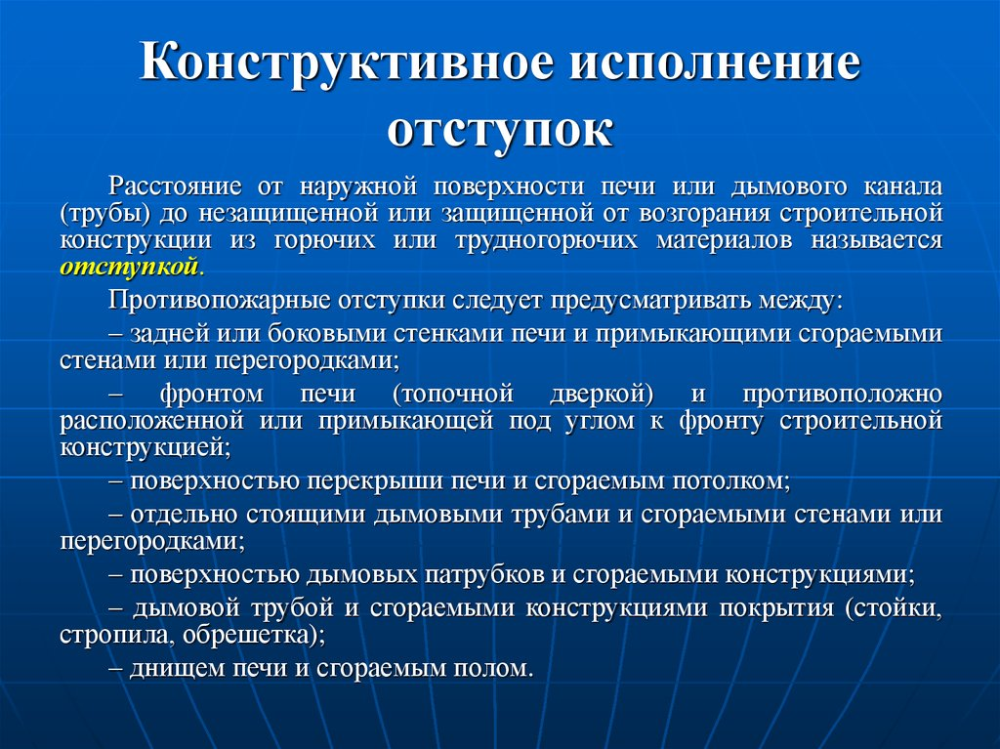 Конструктивное исполнение
отступок
Расстояние от наружной поверхности печи или дымового канала
(трубы) до незащищенной или защищенной от возгорания строительной
конструкции из горючих или трудногорючих материалов называется
отступкой.
Противопожарные отступки следует предусматривать между:
– задней или боковыми стенками печи и примыкающими сгораемыми
стенами или перегородками;
– фронтом печи (топочной дверкой) и противоположно
расположенной или примыкающей под углом к фронту строительной
конструкцией;
– поверхностью перекрыши печи и сгораемым потолком;
– отдельно стоящими дымовыми трубами и сгораемыми стенами или
перегородками;
– поверхностью дымовых патрубков и сгораемыми конструкциями;
– дымовой трубой и сгораемыми конструкциями покрытия (стойки,
стропила, обрешетка);
– днищем печи и сгораемым полом.